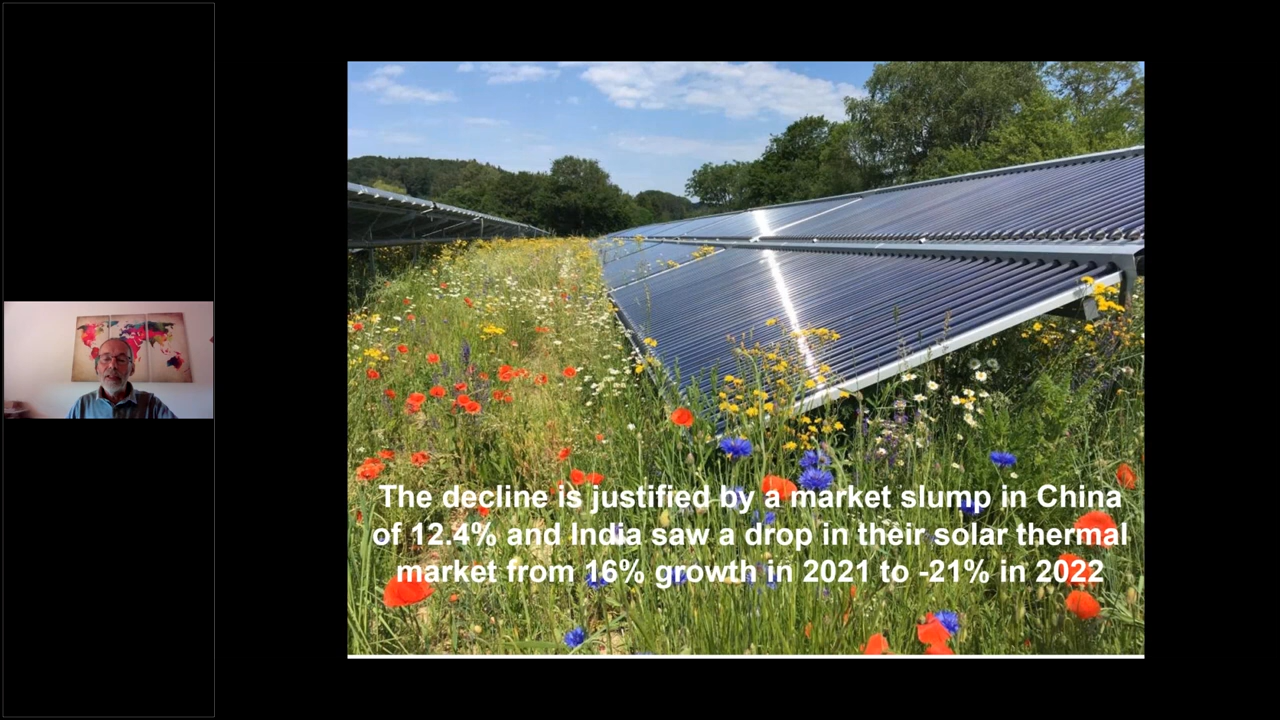 The decline is justified by a market slump in China
of 12.4% and India saw a drop in their solar thermal
market from 16% growth in 2021 to -21% in 2022